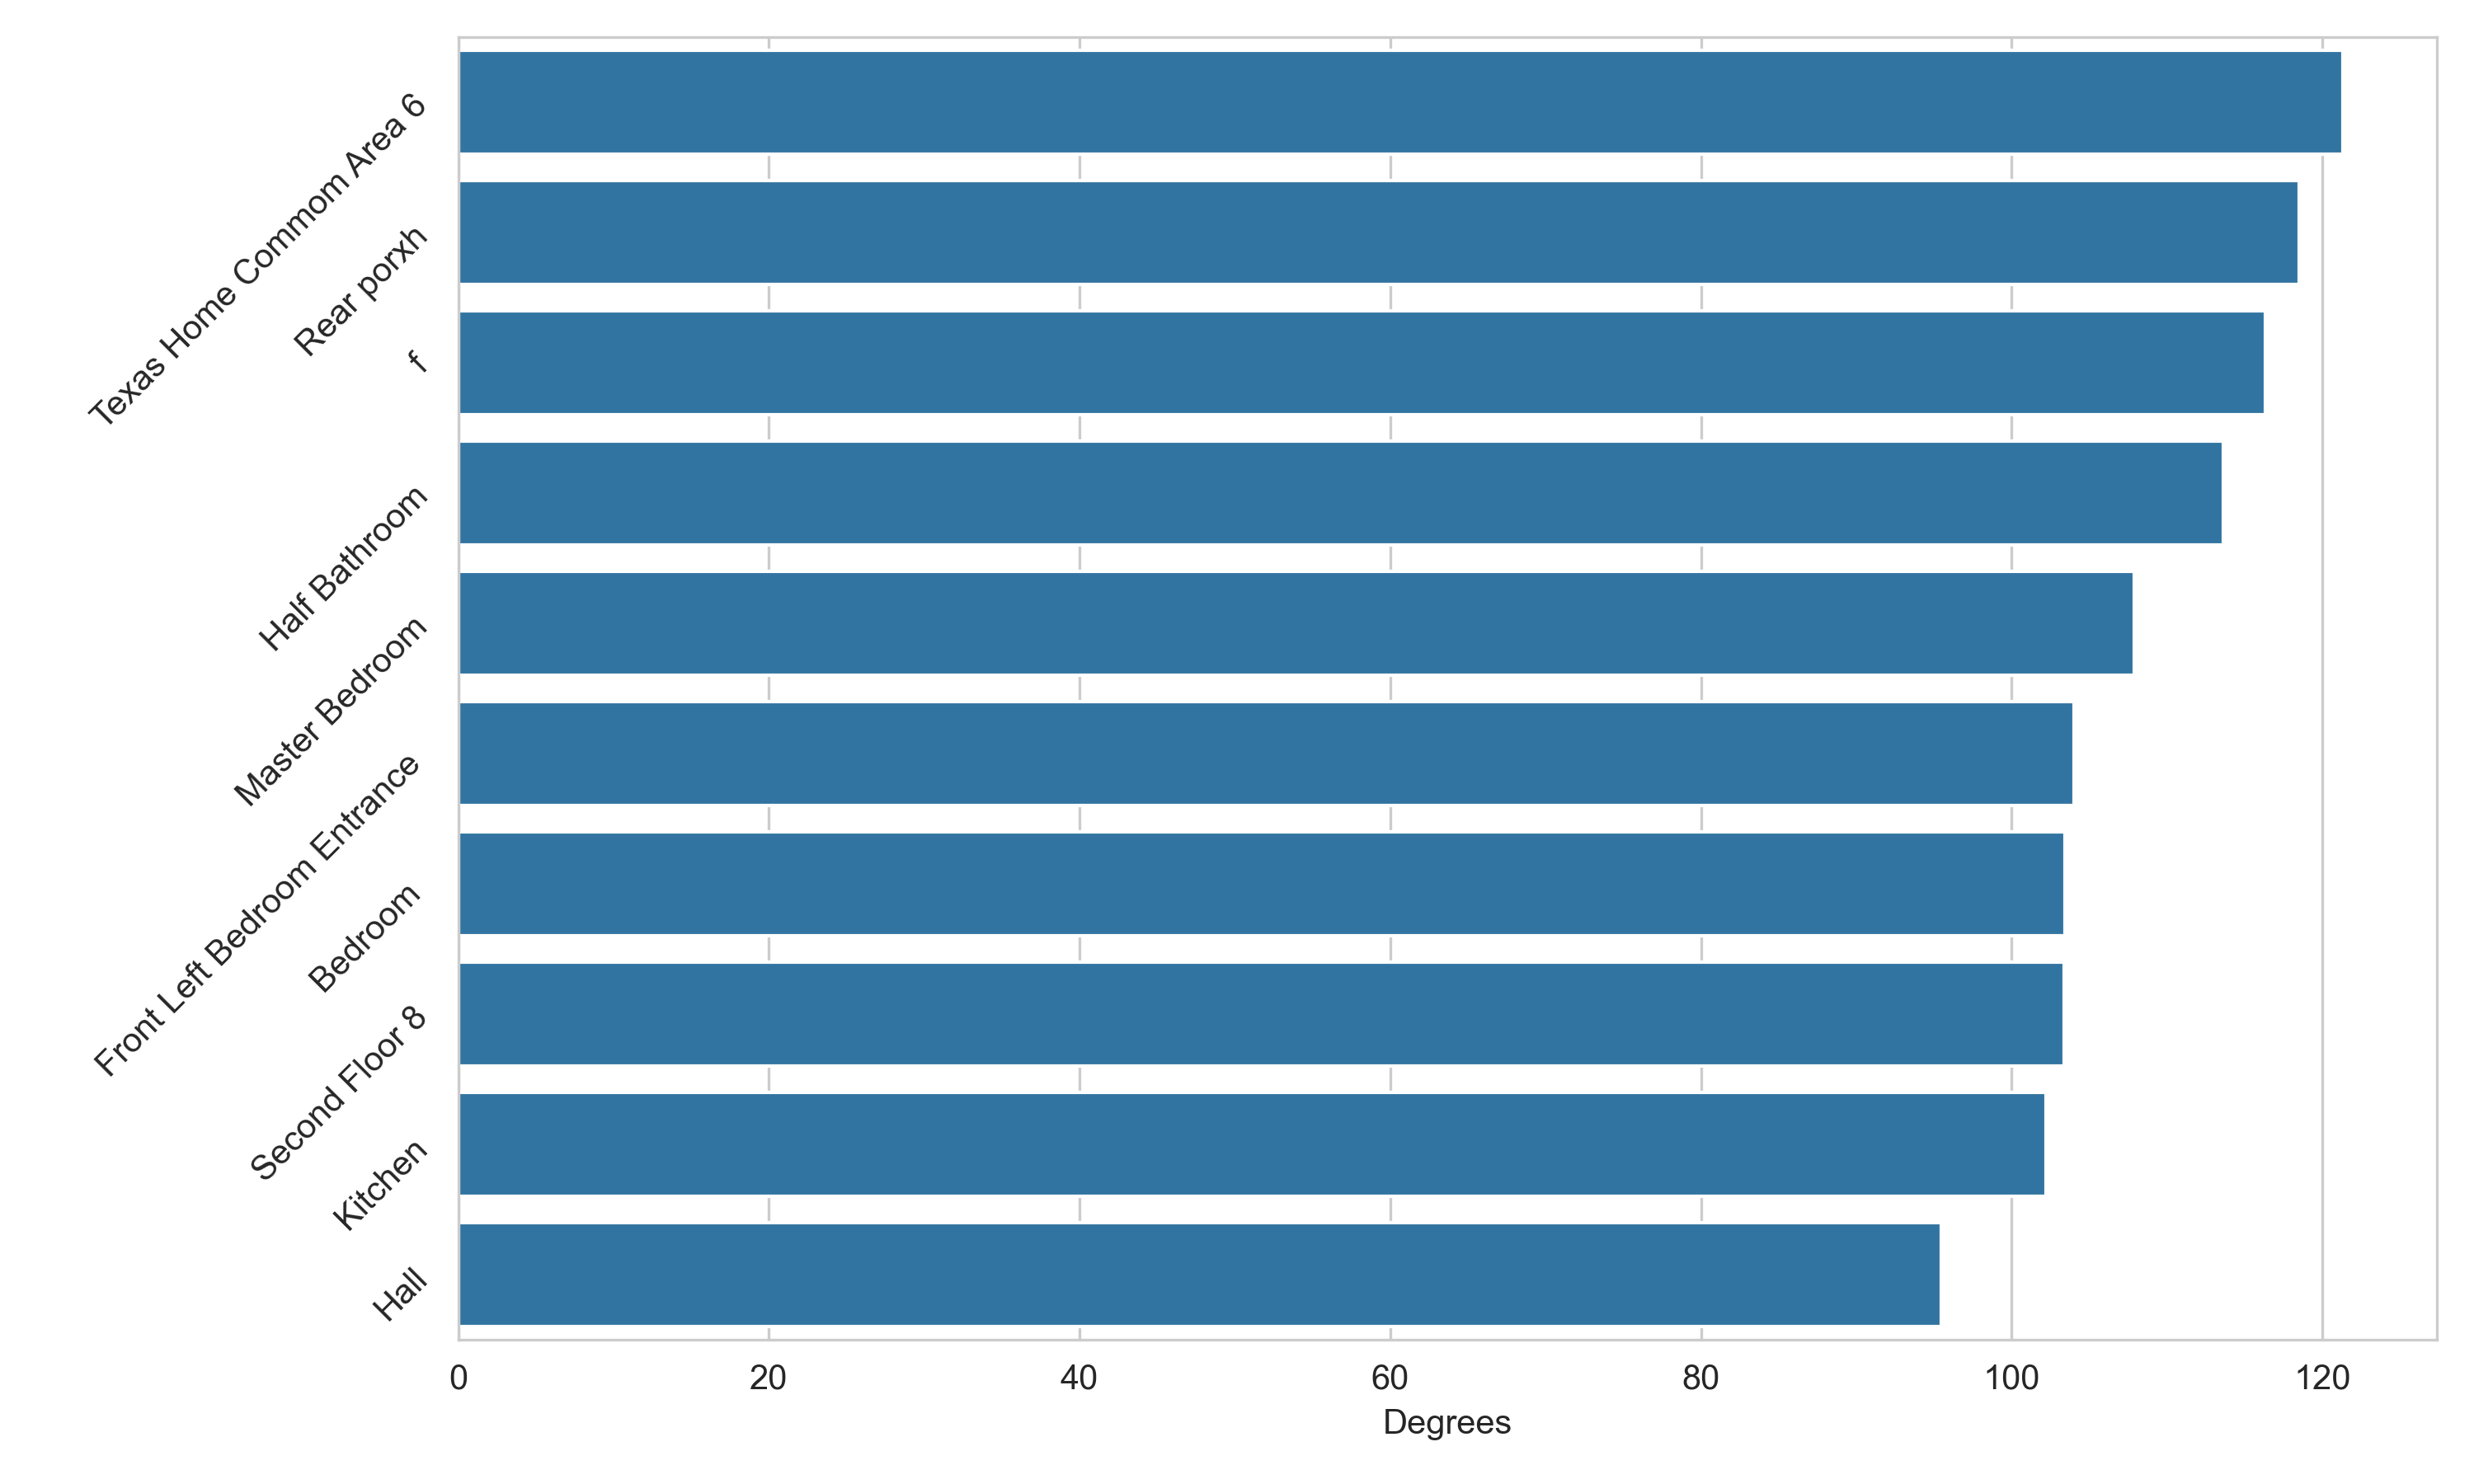 Texas Home Commom Area 6
Rear porxh
f
Half Bathroom
Master Bedroom
Front Left Bedroom Entrance
Bedroom
Second Floor 8
Kitchen
Hall
0 20 40 60 80 100 120
Degrees